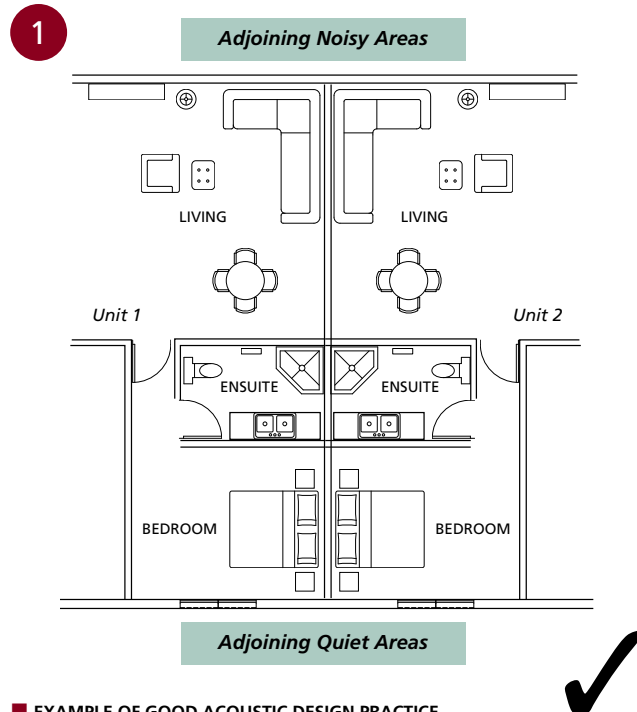 1
Adjoining Noisy Areas
LIVING LIVING
Unit 1 Unit 2
ENSUITE ENSUITE
BEDROOM BEDROOM
Adjoining Quiet Areas
EXAMPLE OF GOOD ACOUSTIC DESIGN PRACTICE